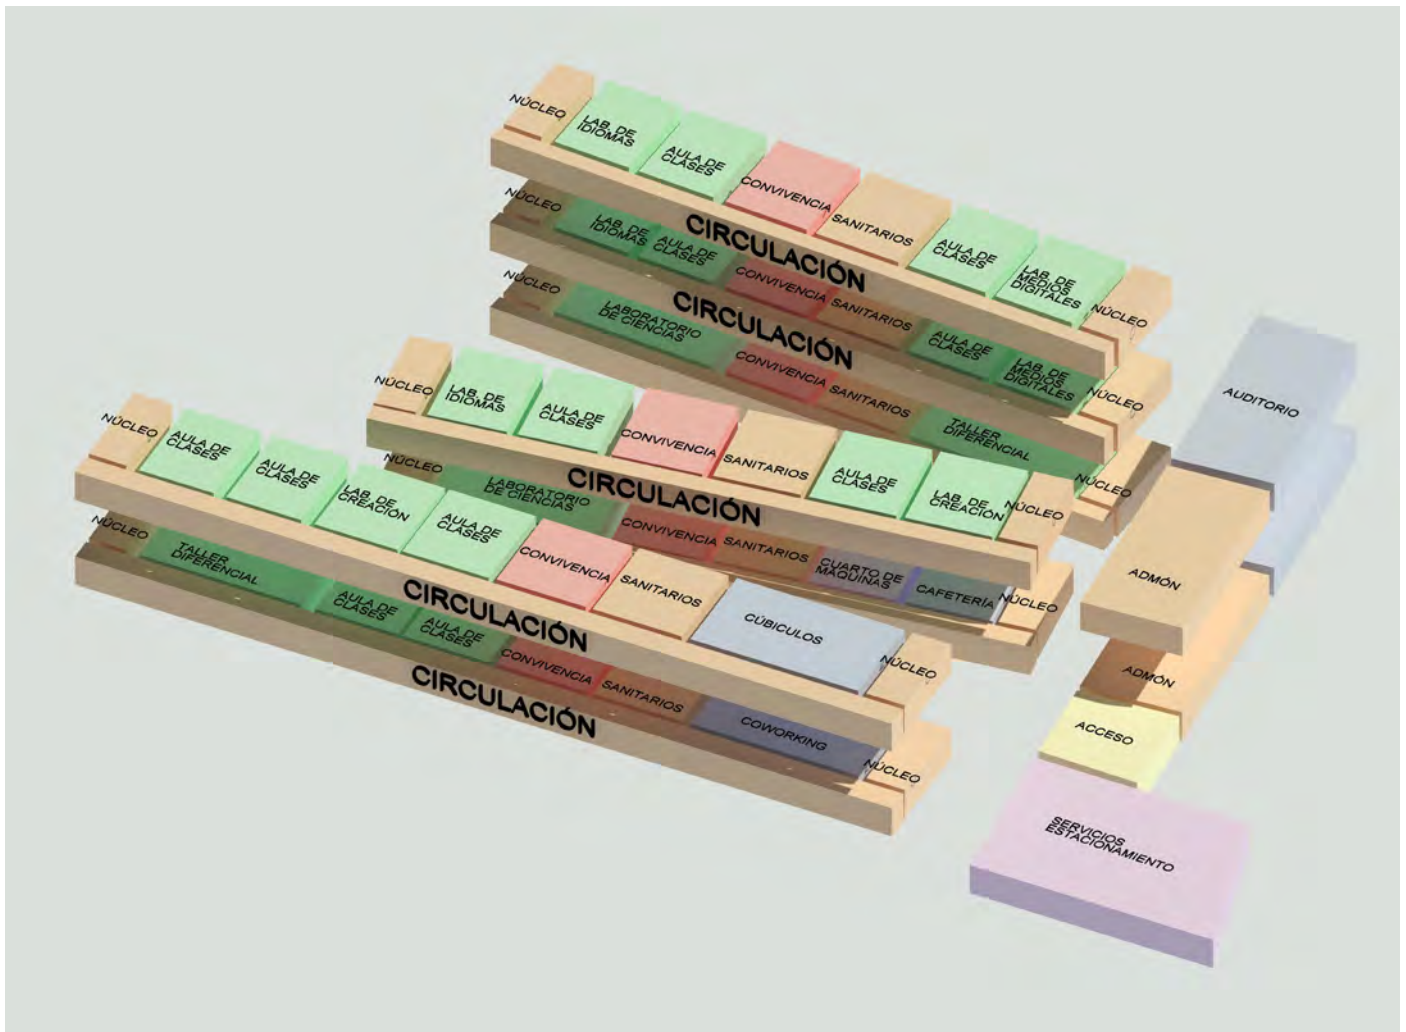 NÚCLEO
LAB. DE
IDIOMAS
AULA DE
CLASES
CONVIVENCIA
SANITARIOS
AULA DE
CLASES
LAB. DE
MEDIOS
DIGITALES
NÚCLEO
CIRCULACIÓN
NÚCLEO
LAB. DE
IDIOMAS
AULA DE
CLASES
CONVIVENCIA
SANITARIOS
AULA DE
CLASES
LAB. DE
MEDIOS
DIGITALES
NÚCLEO
CIRCULACIÓN
NÚCLEO
LABORATORIO
DE CIENCIAS
CONVIVENCIA
SANITARIOS
TALLER
DIFERENCIAL
NÚCLEO
NÚCLEO
LAB. DE
IDIOMAS
AULA DE
CLASES
CONVIVENCIA
SANITARIOS
AULA DE
CLASES
LAB. DE
CREACIÓN
NÚCLEO
CIRCULACIÓN
NÚCLEO
LABORATORIO
DE CIENCIAS
CONVIVENCIA
SANITARIOS
CUARTO DE
MÁQUINAS
CAFETERÍA
NÚCLEO
NÚCLEO
AULA DE
CLASES
AULA DE
CLASES
LAB. DE
CREACIÓN
AULA DE
CLASES
CONVIVENCIA
SANITARIOS
CÚBICULOS
NÚCLEO
CIRCULACIÓN
NÚCLEO
TALLER
DIFERENCIAL
AULA DE
CLASES
AULA DE
CLASES
CONVIVENCIA
SANITARIOS
COWORKING
NÚCLEO
CIRCULACIÓN
AUDITORIO
ADMÓN
ADMÓN
ACCESO
SERVICIOS
ESTACIONAMIENTO